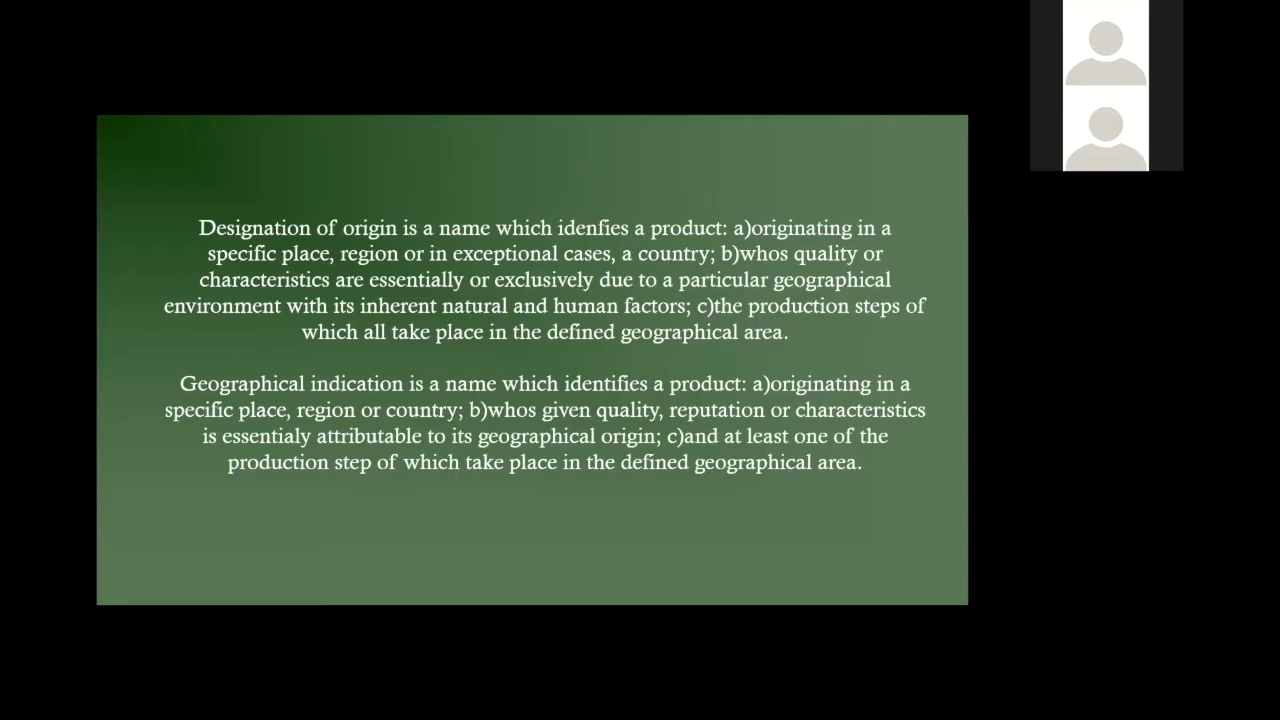 Designation of origin is a name which idenfies a product: a)originating in a
specific place, region or in exceptional cases, a country; b)whos quality or
characteristics are essentially or exclusively due to a particular geographical
environment with its inherent natural and human factors; c)the production steps of
which all take place in the defined geographical area.
Geographical indication is a name which identifies a product: a)originating in a
specific place, region or country; b)whos given quality, reputation or characteristics
is essentialy attributable to its geographical origin; c)and at least one of the
production step of which take place in the defined geographical area.